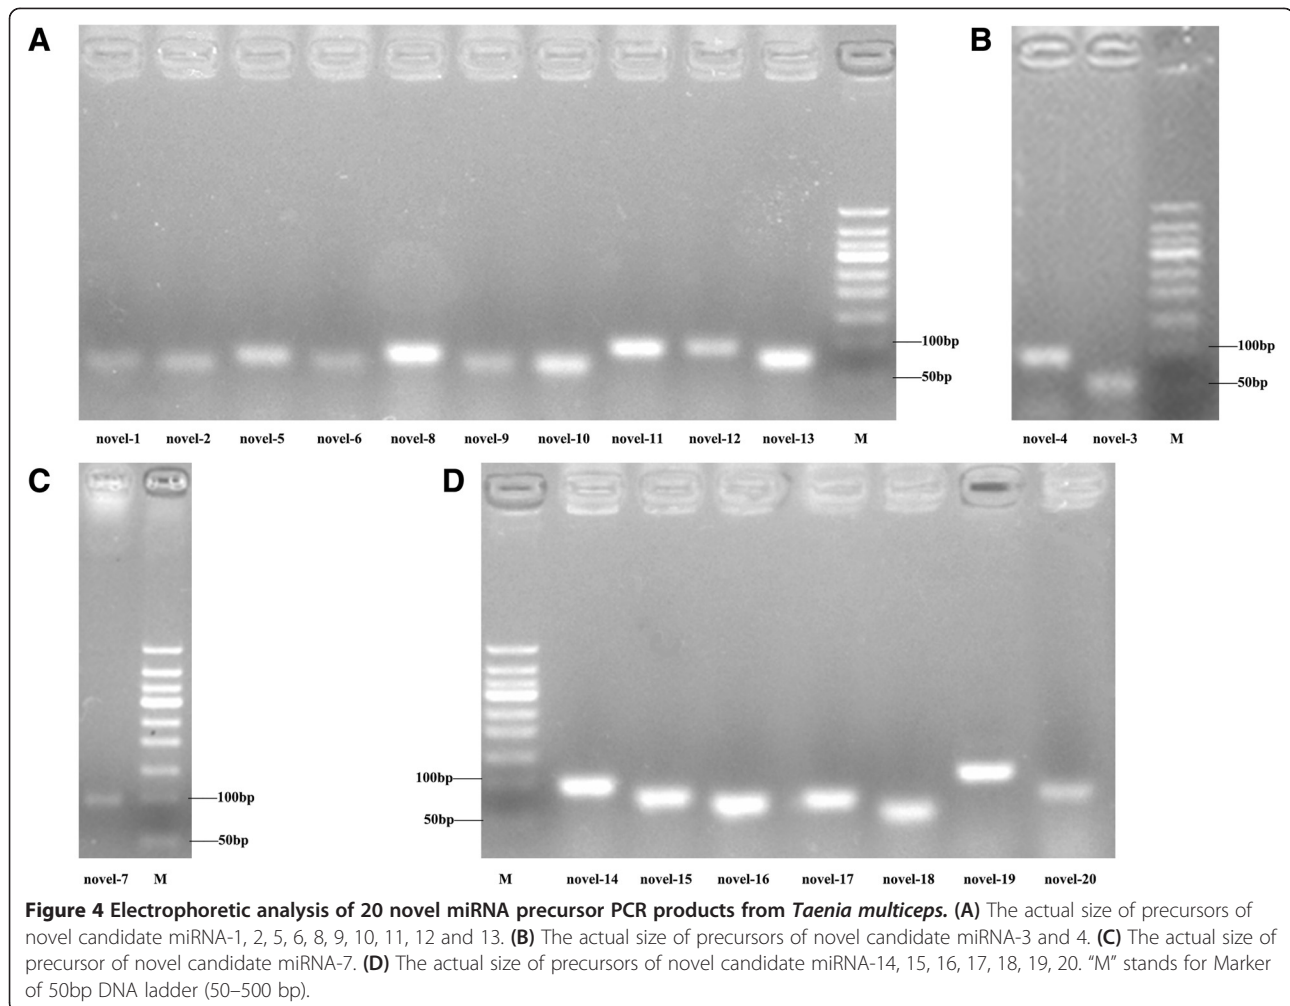 A
B
100bp
50bp
100bp
50bp
novel-1 novel-2 novel-5 novel-6 novel-8 novel-9 novel-10 novel-11 novel-12 novel-13 M
novel-4 novel-3 M
C
D
100bp
50bp
100bp
50bp
novel-7 M
M novel-14 novel-15 novel-16 novel-17 novel-18 novel-19 novel-20
Figure 4 Electrophoretic analysis of 20 novel miRNA precursor PCR products from Taenia multiceps. (A) The actual size of precursors of
novel candidate miRNA-1, 2, 5, 6, 8, 9, 10, 11, 12 and 13. (B) The actual size of precursors of novel candidate miRNA-3 and 4. (C) The actual size of
precursor of novel candidate miRNA-7. (D) The actual size of precursors of novel candidate miRNA-14, 15, 16, 17, 18, 19, 20. “M” stands for Marker
of 50bp DNA ladder (50–500 bp).